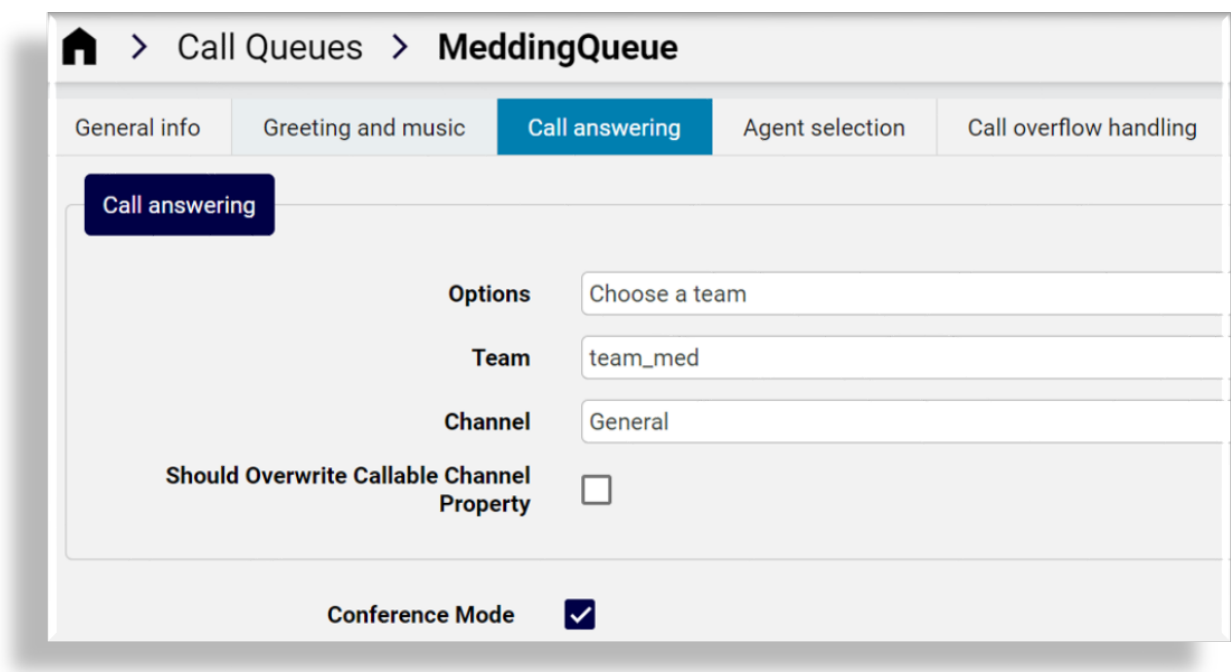 > Call Queues > MeddingQueue
General info Greeting and music Call answering Agent selection Call overflow handling
Call answering
Options Choose a team
Team team_med
Channel General
Should Overwrite Callable Channel
Property
Conference Mode